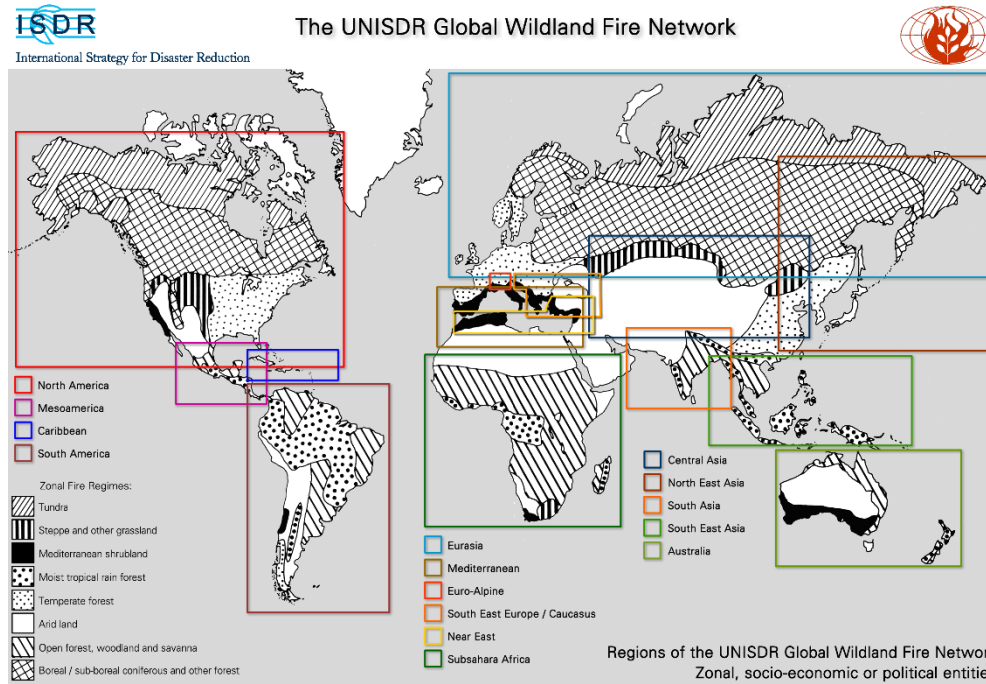 ISDR
International Strategy for Disaster Reduction
The UNISDR Global Wildland Fire Network
North America
Mesoamerica
Caribbean
South America
Zonal Fire Regimes:
Tundra
Steppe and other grassland
Mediterranean shrubland
Moist tropical rain forest
Temperate forest
Arid land
Open forest, woodland and savanna
Boreal / sub-boreal coniferous and other forest
Eurasia
Mediterranean
Euro-Alpine
South East Europe / Caucasus
Near East
Subsahara Africa
Central Asia
North East Asia
South Asia
South East Asia
Australia
Regions of the UNISDR Global Wildland Fire Networ
Zonal, socio-economic or political entitie